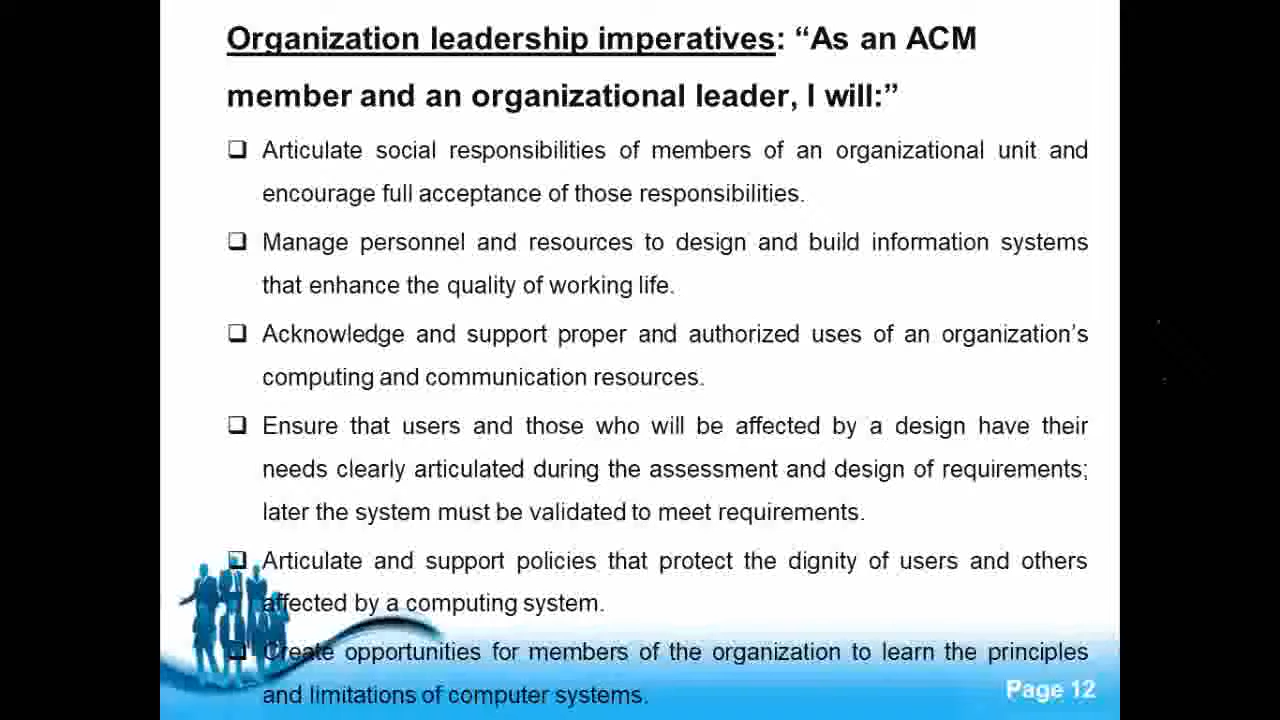 Organization leadership imperatives: “As an ACM
member and an organizational leader, I will:”
❑ Articulate social responsibilities of members of an organizational unit and
encourage full acceptance of those responsibilities.
❑ Manage personnel and resources to design and build information systems
that enhance the quality of working life.
❑ Acknowledge and support proper and authorized uses of an organization’s
computing and communication resources.
❑ Ensure that users and those who will be affected by a design have their
needs clearly articulated during the assessment and design of requirements;
later the system must be validated to meet requirements.
❑ Articulate and support policies that protect the dignity of users and others
affected by a computing system.
❑ Create opportunities for members of the organization to learn the principles
and limitations of computer systems.
Page 12